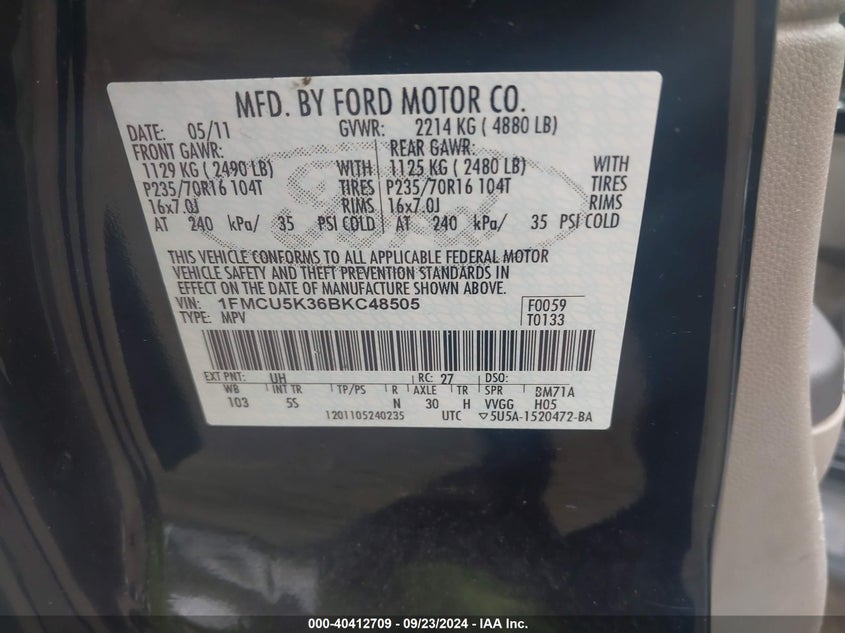 MFD. BY FORD MOTOR CO.
DATE: 05/11 GVWR: 2214 KG ( 4880 LB)
FRONT GAWR: REAR GAWR:
1129 KG ( 2490 LB) WITH 1125 KG ( 2480 LB) WITH
P235/70R16 104T TIRES P235/70R16 104T TIRES
16x7.0J RIMS 16x7.0J RIMS
AT 240 kPa/ 35 PSI COLD AT 240 kPa/ 35 PSI COLD
THIS VEHICLE CONFORMS TO ALL APPLICABLE FEDERAL MOTOR
VEHICLE SAFETY AND THEFT PREVENTION STANDARDS IN
EFFECT ON THE DATE OF MANUFACTURE SHOWN ABOVE.
VIN: 1FMCU5K36BKC48505 F0059
TYPE: MPV T0133
EXT PNT: UH RC: 27 DSO:
WB INT TR TP/PS R AXLE TR SPR BM71A
103 5S N 30 H VVGG H05
1201105240235 UTC ▽5U5A-1520472-BA
000-40412709 - 09/23/2024 - IAA Inc.